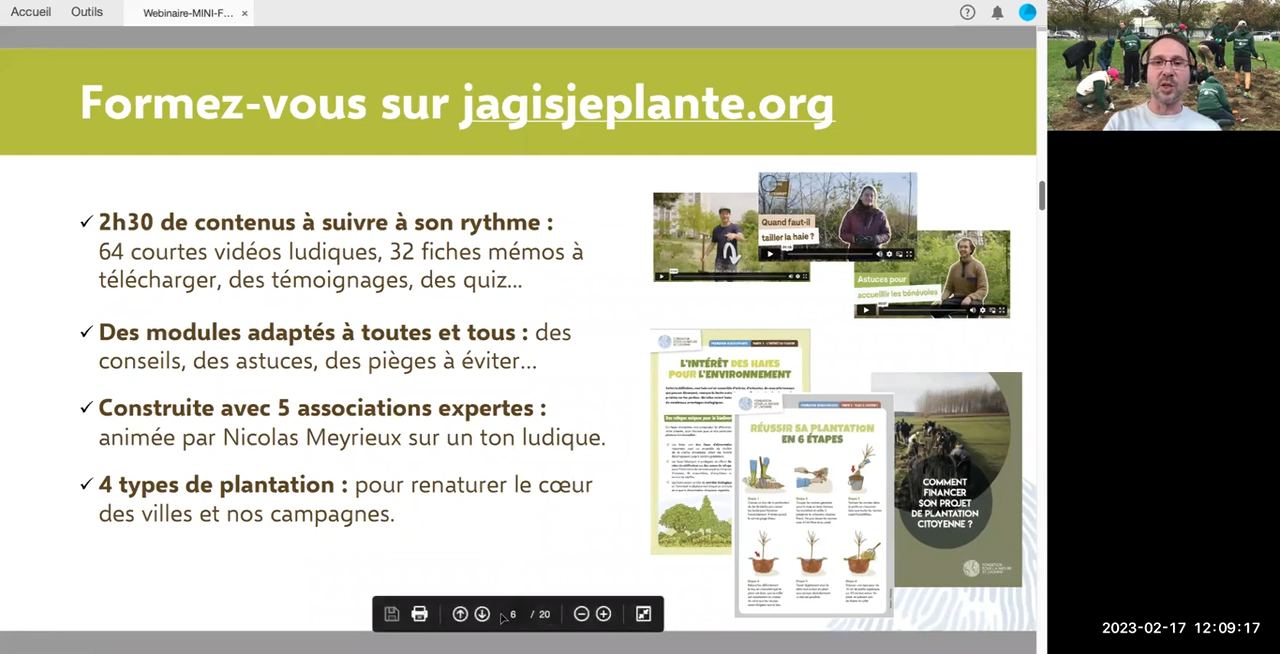 Accueil Outils Webinaire-MINI-F... ×
Formez-vous sur jagisjeplante.org
✓ 2h30 de contenus à suivre à son rythme :
64 courtes vidéos ludiques, 32 fiches mémos à
télécharger, des témoignages, des quiz...
✓ Des modules adaptés à toutes et tous : des
conseils, des astuces, des pièges à éviter...
✓ Construite avec 5 associations expertes :
animée par Nicolas Meyrieux sur un ton ludique.
✓ 4 types de plantation : pour renaturer le cœur
des villes et nos campagnes.
Quand faut-il
tailler la haie ?
Astuces pour
accueillir les bénévoles
L'INTÉRÊT DES HAIES
POUR L'ENVIRONNEMENT
RÉUSSIR SA PLANTATION
EN 6 ÉTAPES
COMMENT
FINANCER
SON PROJET
DE PLANTATION
CITOYENNE ?
6 / 20
2023-02-17 12:09:17